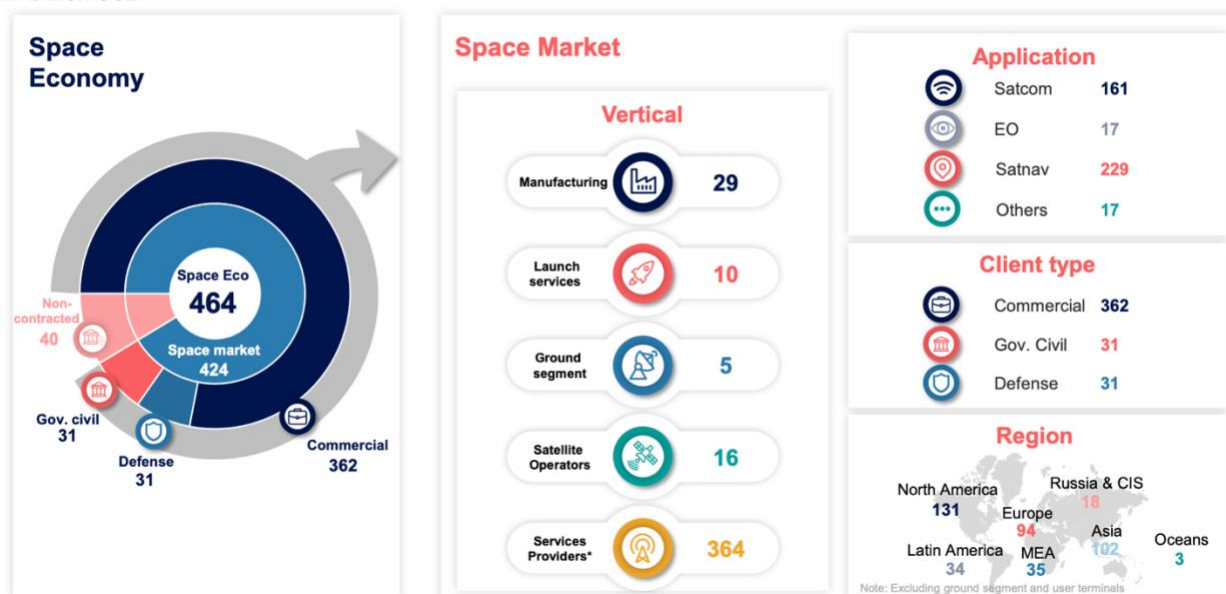 Space
Economy
Space Eco
464
Space market
424
Non-
contracted
40
Gov. civil
31
Defense
31
Commercial
362
Space Market
Vertical
Manufacturing 29
Launch
services
10
Ground
segment
5
Satellite
Operators
16
Services
Providers*
364
Application
Satcom 161
EO 17
Satnav 229
Others 17
Client type
Commercial 362
Gov. Civil 31
Defense 31
Region
North America
131
Russia & CIS
18
Europe
94
Asia
102
Oceans
3
Latin America
34
MEA
35
Note: Excluding ground segment and user terminals